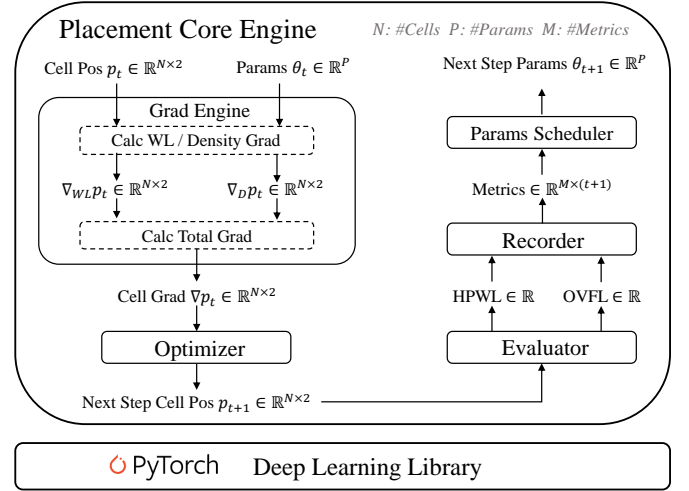 Placement Core Engine
N: #Cells P: #Params M: #Metrics
Cell Pos p_t ∈ ℝ^{N×2}
Params θ_t ∈ ℝ^P
Grad Engine
Calc WL / Density Grad
∇_{WL}p_t ∈ ℝ^{N×2}
∇_D p_t ∈ ℝ^{N×2}
Calc Total Grad
Cell Grad ∇p_t ∈ ℝ^{N×2}
Optimizer
Next Step Cell Pos p_{t+1} ∈ ℝ^{N×2}
Next Step Params θ_{t+1} ∈ ℝ^P
Params Scheduler
Metrics ∈ ℝ^{M×(t+1)}
Recorder
HPWL ∈ ℝ
OVFL ∈ ℝ
Evaluator
PyTorch Deep Learning Library